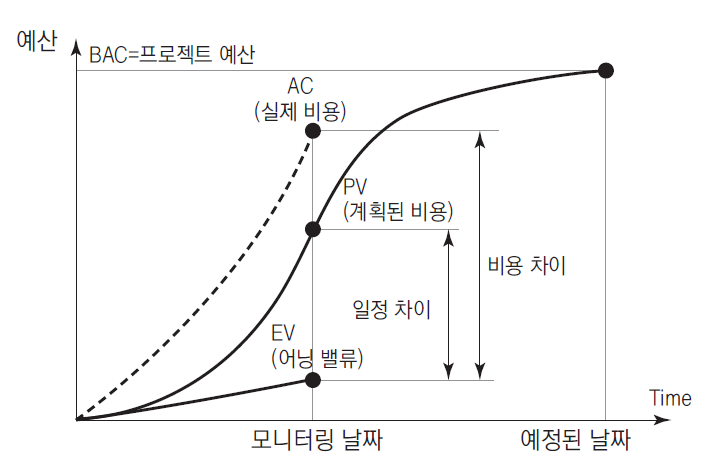 예산
BAC=프로젝트 예산
AC
(실제 비용)
PV
(계획된 비용)
비용 차이
일정 차이
EV
(어닝 밸류)
Time
모니터링 날짜
예정된 날짜